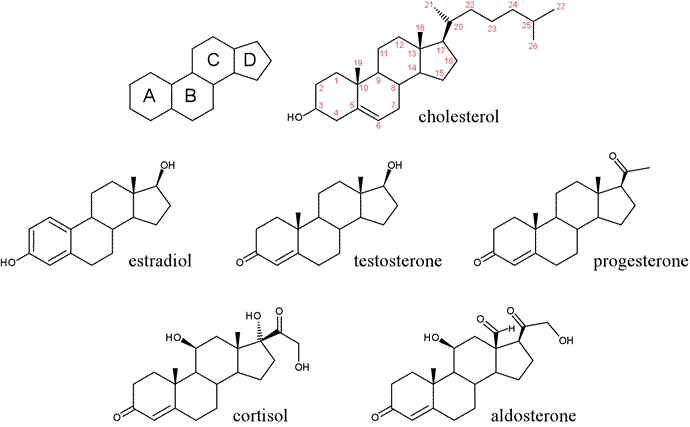 A B C D
21 22 24 27
18 20 25
12 17 23
19 11 13 16 26
1 14 15
2 10 9 8
3 5 7
HO 4 6
cholesterol
OH OH O
HO estradiol
O testosterone
O progesterone
HO OH O OH
O cortisol
HO O H O OH
O aldosterone